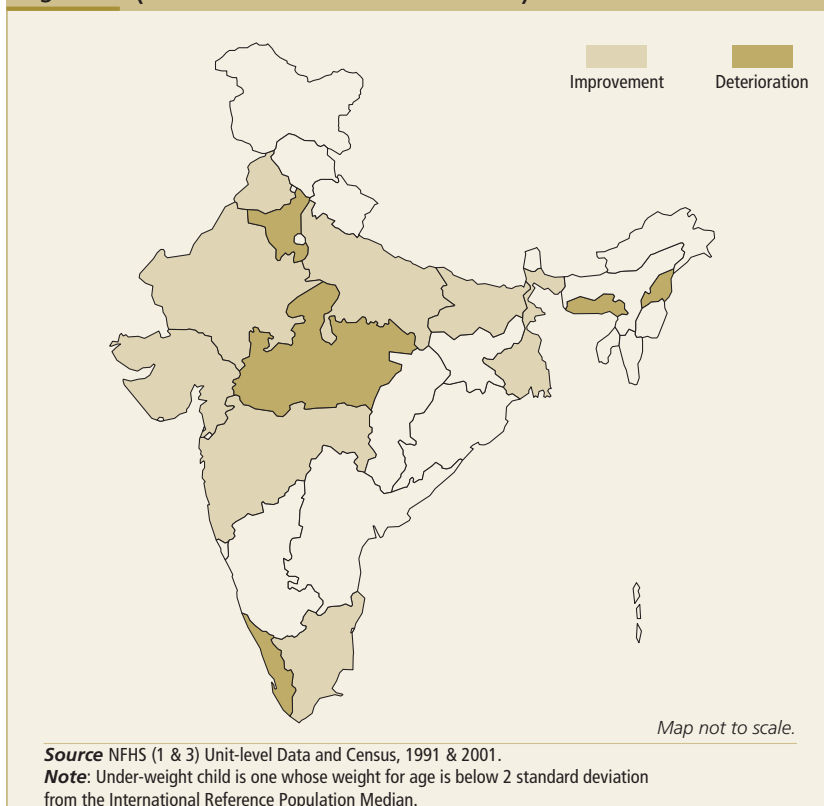 Improvement
Deterioration
Map not to scale.
Source NFHS (1 & 3) Unit-level Data and Census, 1991 & 2001.
Note: Under-weight child is one whose weight for age is below 2 standard deviation
from the International Reference Population Median.